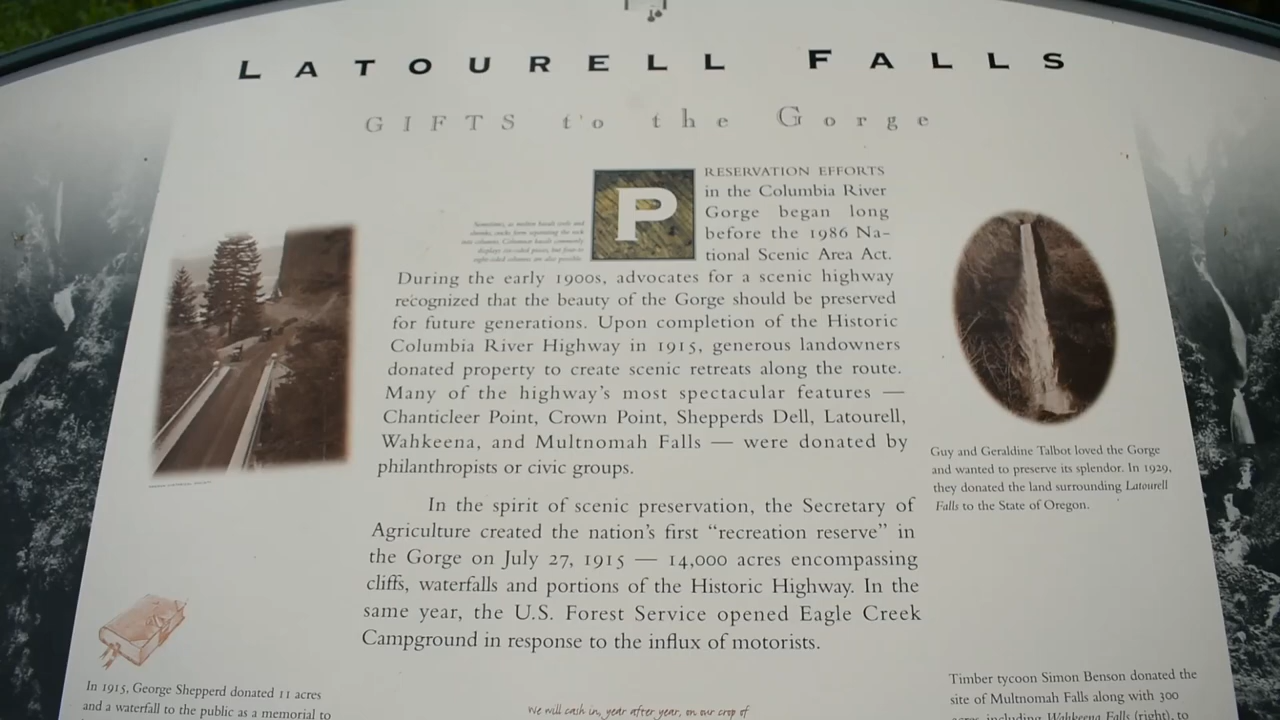 LATOURELL FALLS
GIFTS to the Gorge
PRESERVATION EFFORTS
in the Columbia River
Gorge began long
before the 1986 Na-
tional Scenic Area Act.
During the early 1900s, advocates for a scenic highway
recognized that the beauty of the Gorge should be preserved
for future generations. Upon completion of the Historic
Columbia River Highway in 1915, generous landowners
donated property to create scenic retreats along the route.
Many of the highway's most spectacular features —
Chanticleer Point, Crown Point, Shepperds Dell, Latourell,
Wahkeena, and Multnomah Falls — were donated by
philanthropists or civic groups.
In the spirit of scenic preservation, the Secretary of
Agriculture created the nation's first "recreation reserve" in
the Gorge on July 27, 1915 — 14,000 acres encompassing
cliffs, waterfalls and portions of the Historic Highway. In the
same year, the U.S. Forest Service opened Eagle Creek
Campground in response to the influx of motorists.
Guy and Geraldine Talbot loved the Gorge
and wanted to preserve its splendor. In 1929,
they donated the land surrounding Latourell
Falls to the State of Oregon.
In 1915, George Shepperd donated 11 acres
and a waterfall to the public as a memorial to
We will cash in, year after year, on our crop of
Timber tycoon Simon Benson donated the
site of Multnomah Falls along with 300
acres, including Wahkeena Falls (right), to